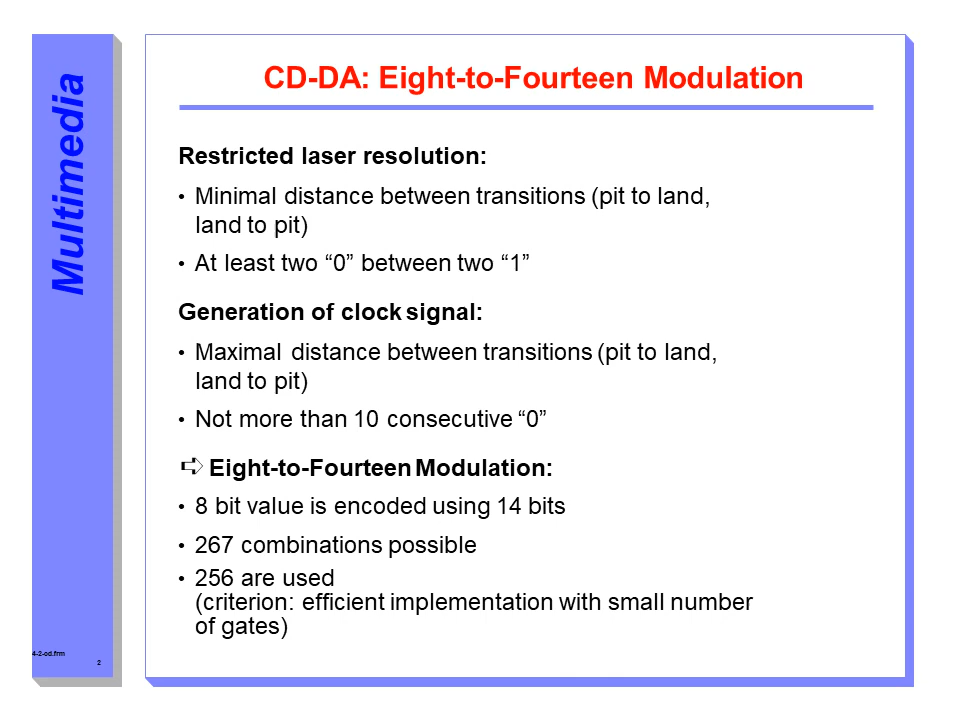 Multimedia
CD-DA: Eight-to-Fourteen Modulation
Restricted laser resolution:
• Minimal distance between transitions (pit to land,
land to pit)
• At least two “0” between two “1”
Generation of clock signal:
• Maximal distance between transitions (pit to land,
land to pit)
• Not more than 10 consecutive “0”
➪ Eight-to-Fourteen Modulation:
• 8 bit value is encoded using 14 bits
• 267 combinations possible
• 256 are used
(criterion: efficient implementation with small number
of gates)
4-2-cd.frm
2